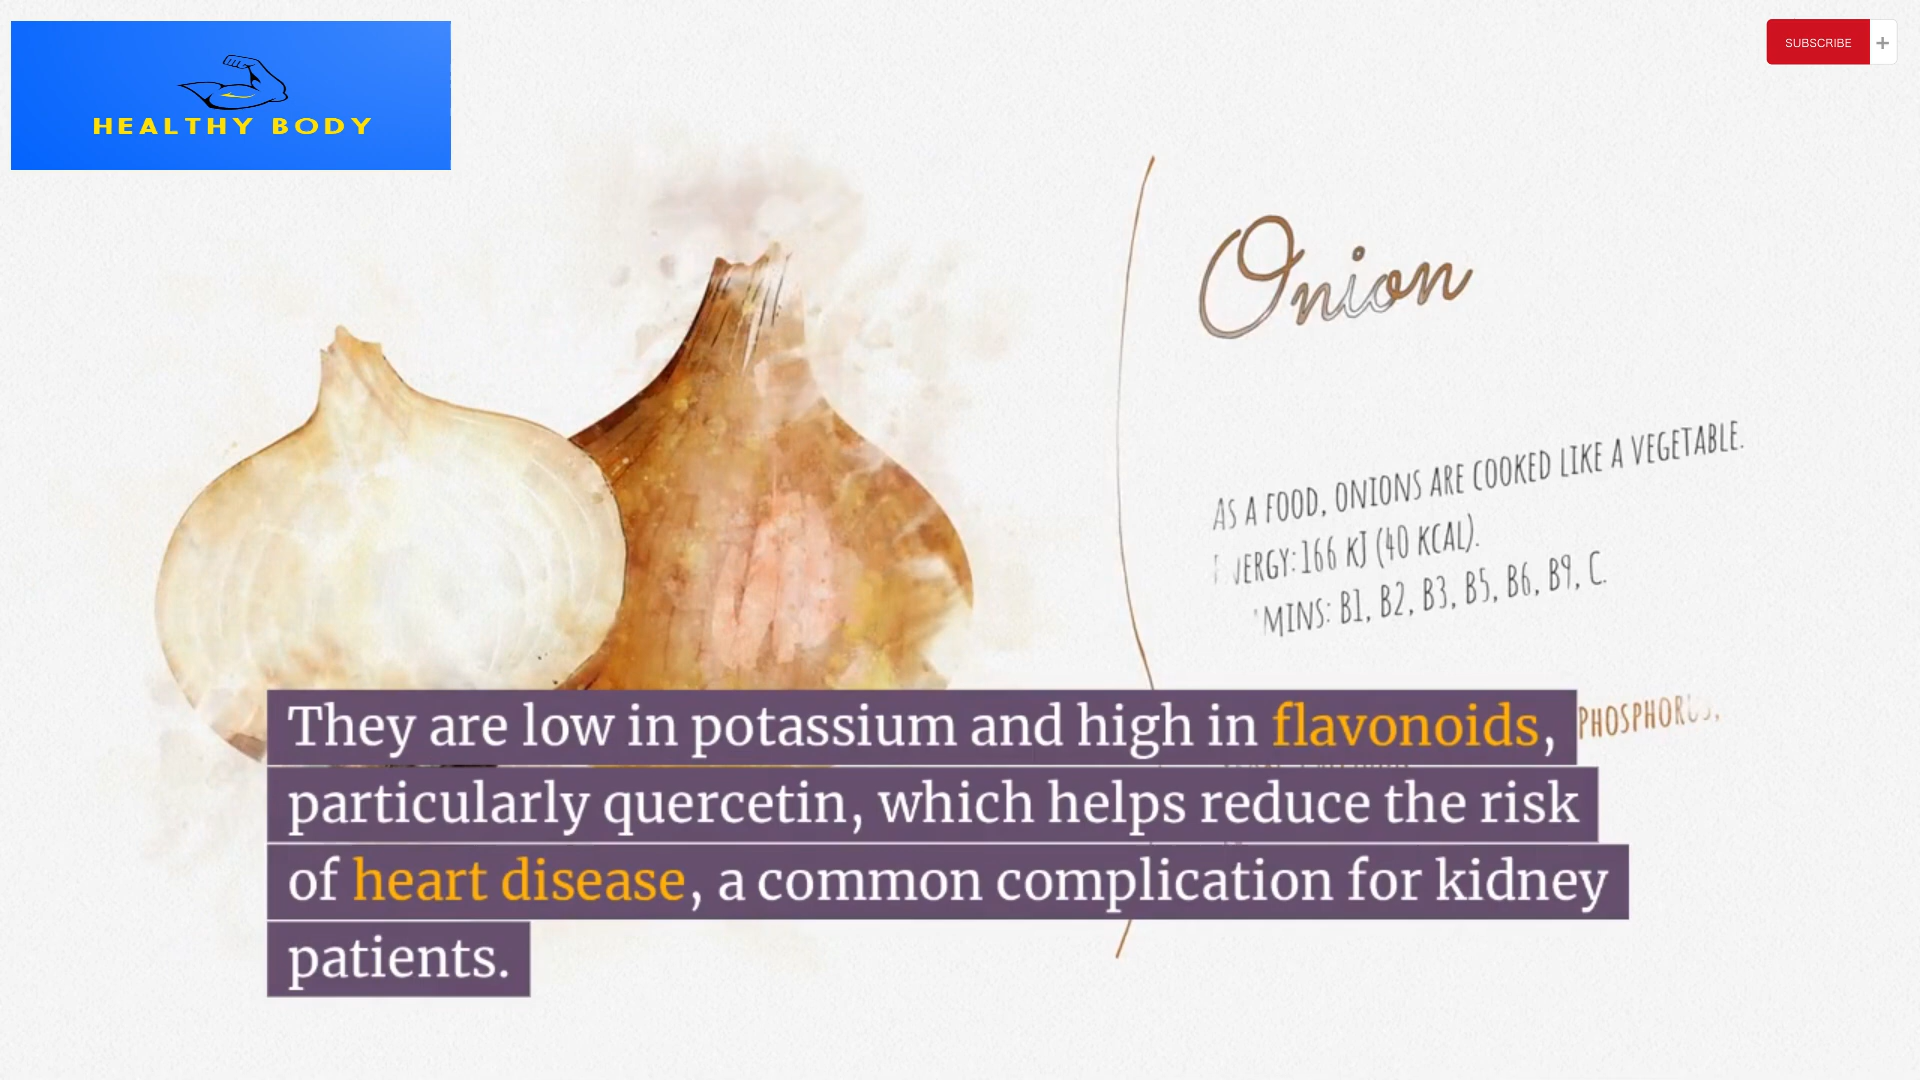 HEALTHY BODY
SUBSCRIBE +
Onion
AS A FOOD, ONIONS ARE COOKED LIKE A VEGETABLE.
ENERGY: 166 KJ (40 KCAL).
B1, B2, B3, B5, B6, B9, C.
PHOSPHORUS,
They are low in potassium and high in flavonoids,
particularly quercetin, which helps reduce the risk
of heart disease, a common complication for kidney
patients.